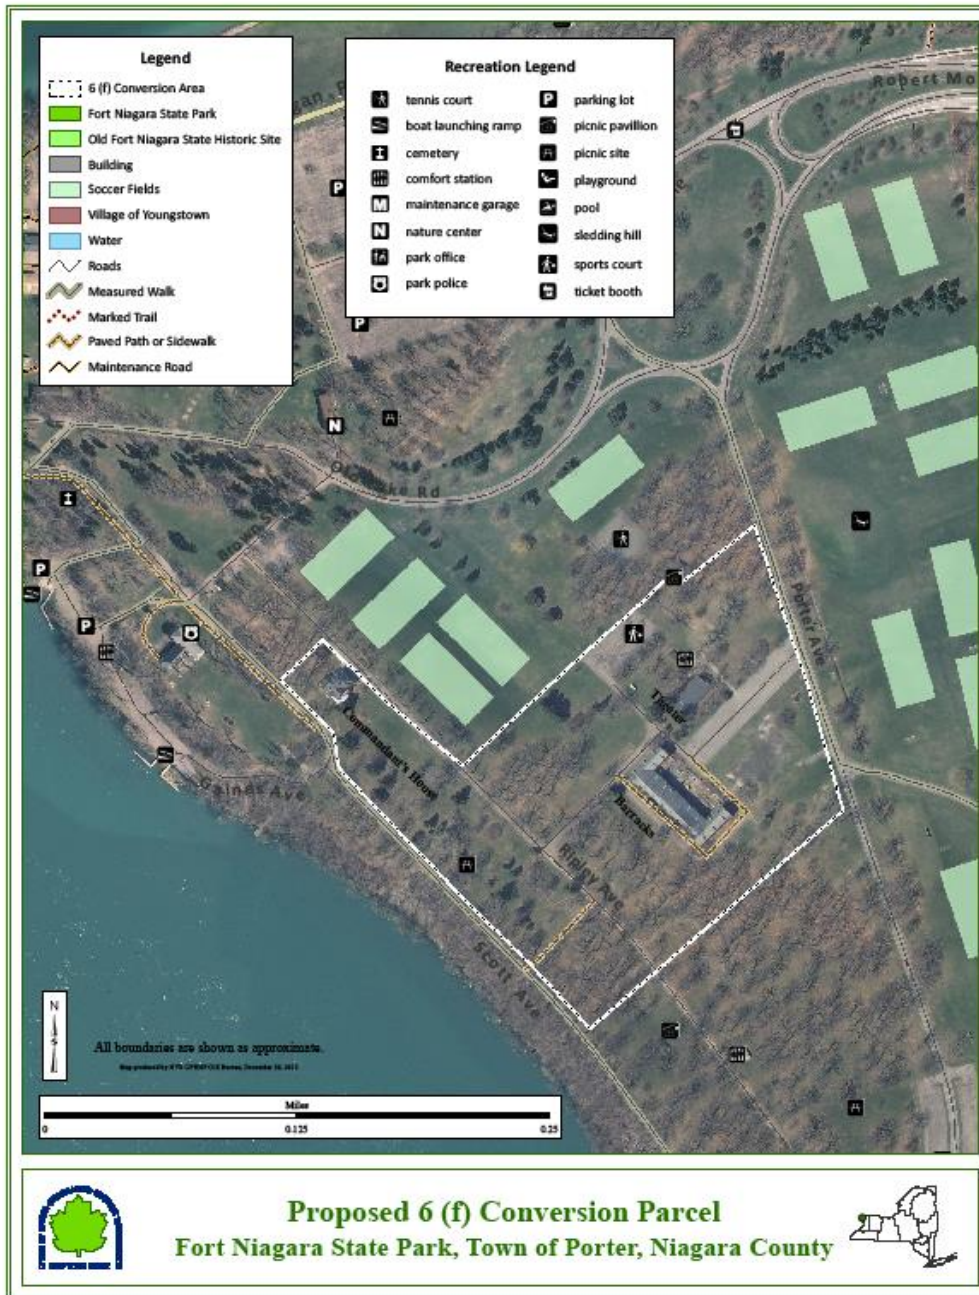 Legend
6 (f) Conversion Area
Fort Niagara State Park
Old Fort Niagara State Historic Site
Building
Soccer Fields
Village of Youngstown
Water
Roads
Measured Walk
Marked Trail
Paved Path or Sidewalk
Maintenance Road
Recreation Legend
tennis court
boat launching ramp
cemetery
comfort station
M maintenance garage
N nature center
park office
park police
P parking lot
picnic pavillion
picnic site
playground
pool
sledding hill
sports court
ticket booth
Robert Mo
P
P
N
P
P
Porter Ave
Theater
Commandant's House
Barracks
Gaines Ave
Ripley Ave
Scott Ave
N
All boundaries are shown as approximate.
Miles
0 0.125 0.25
Proposed 6 (f) Conversion Parcel
Fort Niagara State Park, Town of Porter, Niagara County